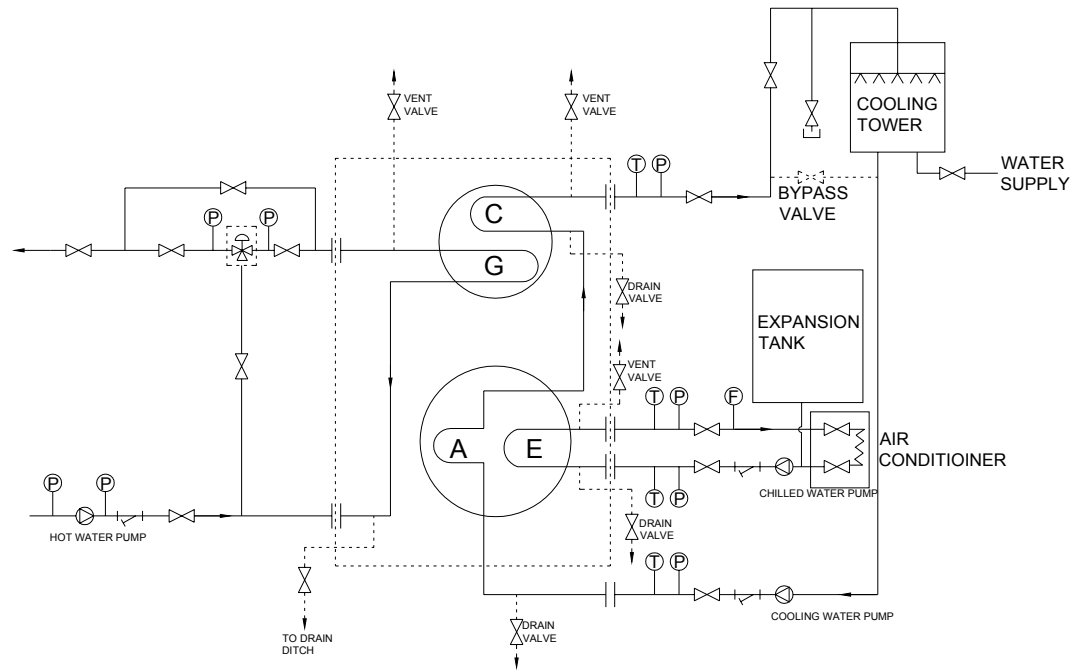 VENT
VALVE
VENT
VALVE
COOLING
TOWER
WATER
SUPPLY
BYPASS
VALVE
T
P
P
P
C
G
DRAIN
VALVE
EXPANSION
TANK
VENT
VALVE
T
P
F
A
E
AIR
CONDITIOINER
T
P
CHILLED WATER PUMP
P
P
HOT WATER PUMP
DRAIN
VALVE
T
P
COOLING WATER PUMP
TO DRAIN
DITCH
DRAIN
VALVE